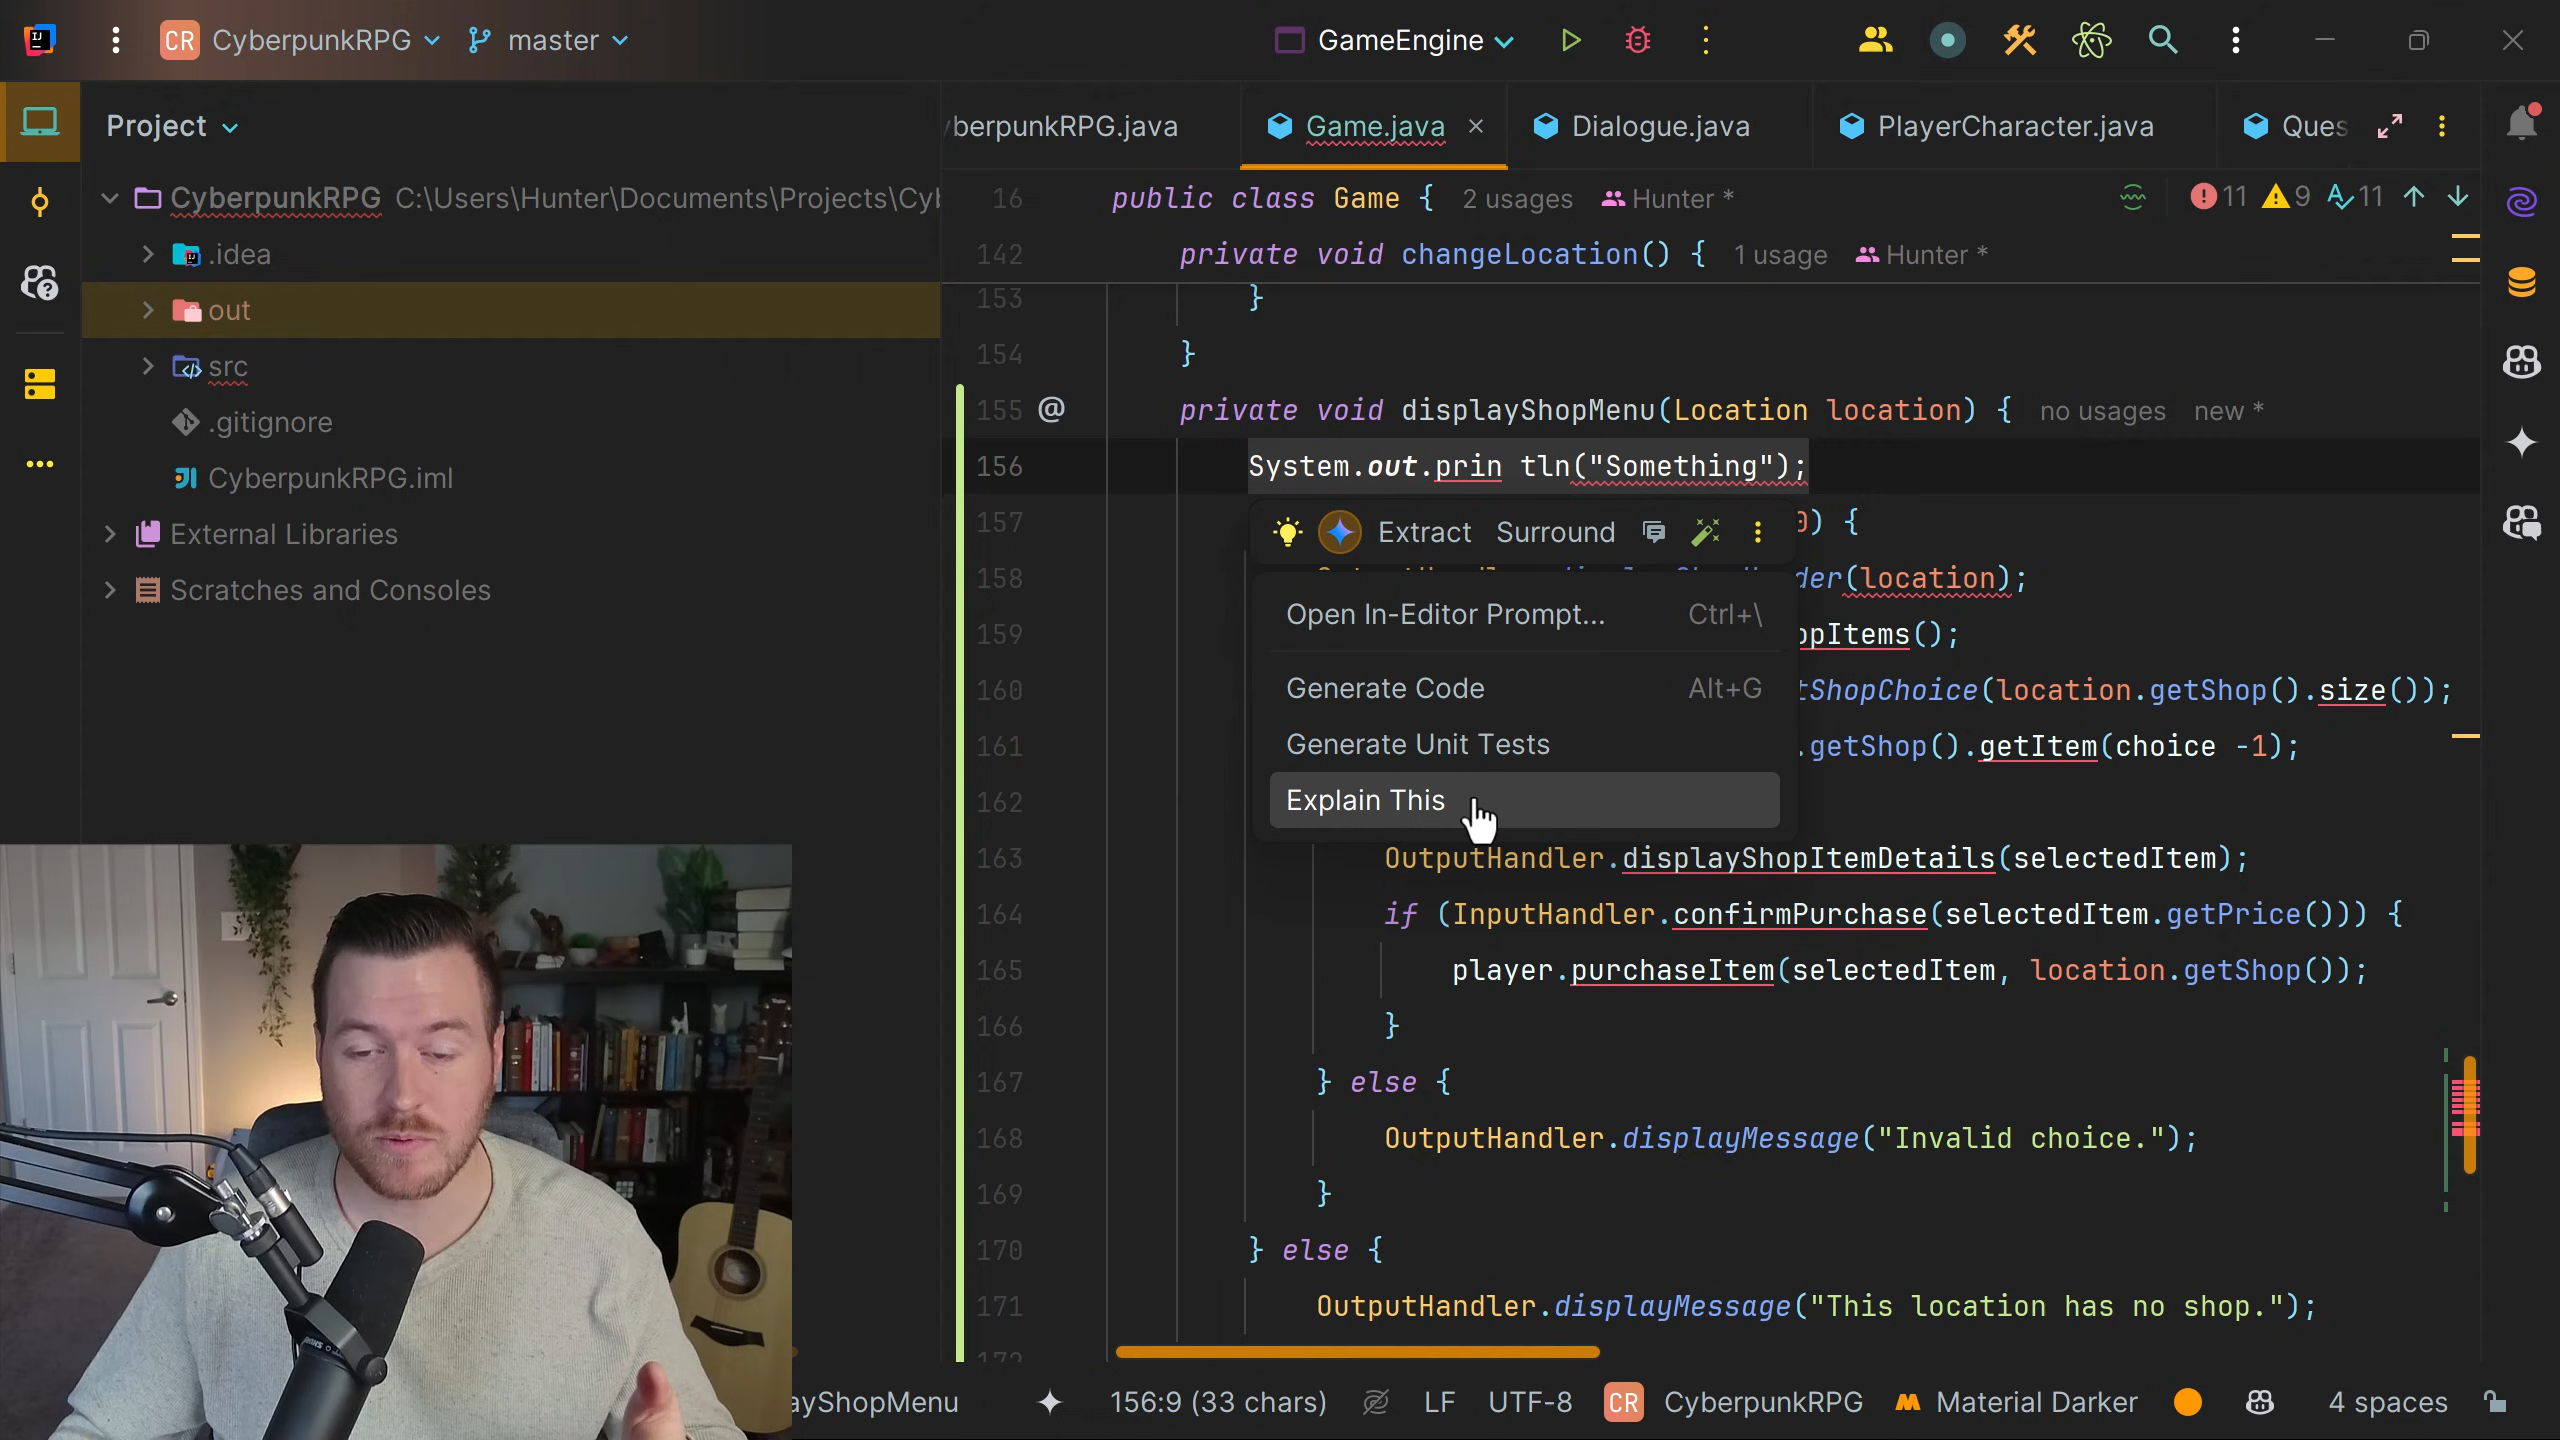 CR CyberpunkRPG master GameEngine
Project
berpunkRPG.java Game.java Dialogue.java PlayerCharacter.java Ques
CyberpunkRPG C:\Users\Hunter\Documents\Projects\Cyb
.idea
out
src
.gitignore
CyberpunkRPG.iml
External Libraries
Scratches and Consoles
16 public class Game { 2 usages Hunter * 11 9 11
142 private void changeLocation() { 1 usage Hunter *
153 }
154 }
155 @ private void displayShopMenu(Location location) { no usages new *
156 System.out.prin tln("Something");
157 0) {
Extract Surround
158 der(location);
Open In-Editor Prompt... Ctrl+\
159 opItems();
Generate Code Alt+G
160 tShopChoice(location.getShop().size());
Generate Unit Tests
161 .getShop().getItem(choice -1);
Explain This
162
163 OutputHandler.displayShopItemDetails(selectedItem);
164 if (InputHandler.confirmPurchase(selectedItem.getPrice())) {
165 player.purchaseItem(selectedItem, location.getShop());
166 }
167 } else {
168 OutputHandler.displayMessage("Invalid choice.");
169 }
170 } else {
171 OutputHandler.displayMessage("This location has no shop.");
ayShopMenu 156:9 (33 chars) LF UTF-8 CR CyberpunkRPG Material Darker 4 spaces